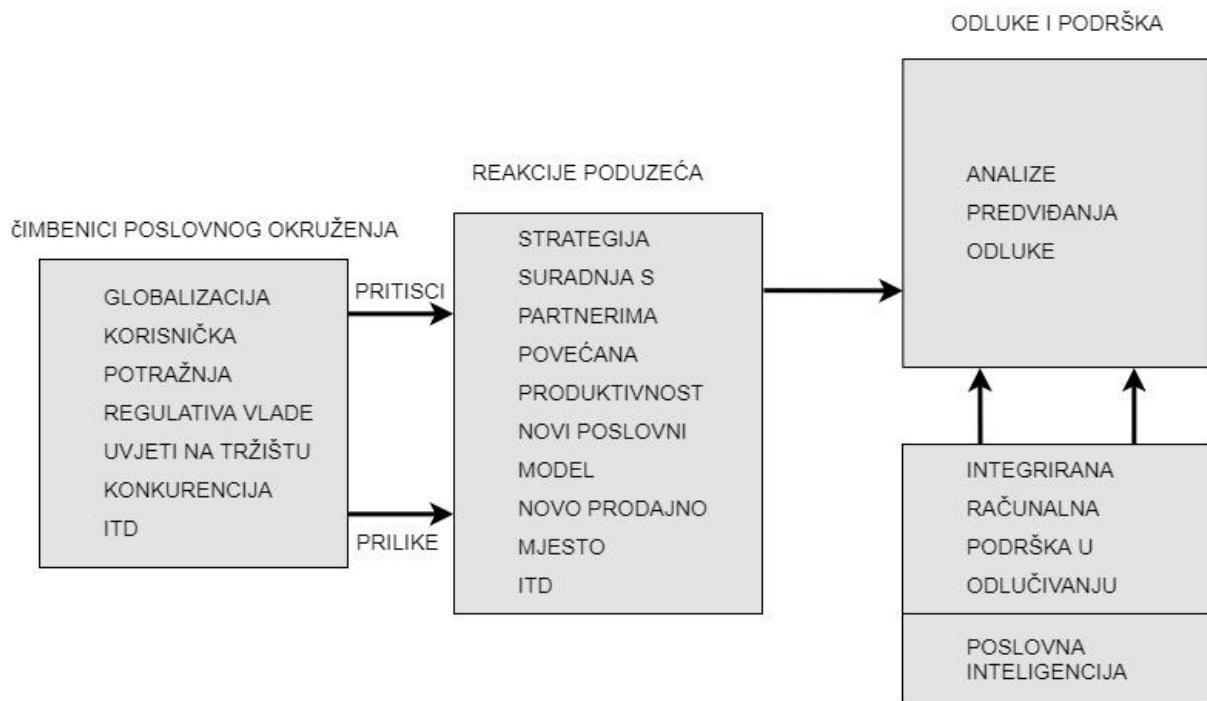 čIMBENICI POSLOVNOG OKRUŽENJA
GLOBALIZACIJA
KORISNIČKA
POTRAŽNJA
REGULATIVA VLADE
UVJETI NA TRŽIŠTU
KONKURENCIJA
ITD
PRITISCI
PRILIKE
REAKCIJE PODUZEĆA
STRATEGIJA
SURADNJA S
PARTNERIMA
POVEĆANA
PRODUKTIVNOST
NOVI POSLOVNI
MODEL
NOVO PRODAJNO
MJESTO
ITD
ODLUKE I PODRŠKA
ANALIZE
PREDVIĐANJA
ODLUKE
INTEGRIRANA
RAČUNALNA
PODRŠKA U
ODLUČIVANJU
POSLOVNA
INTELIGENCIJA